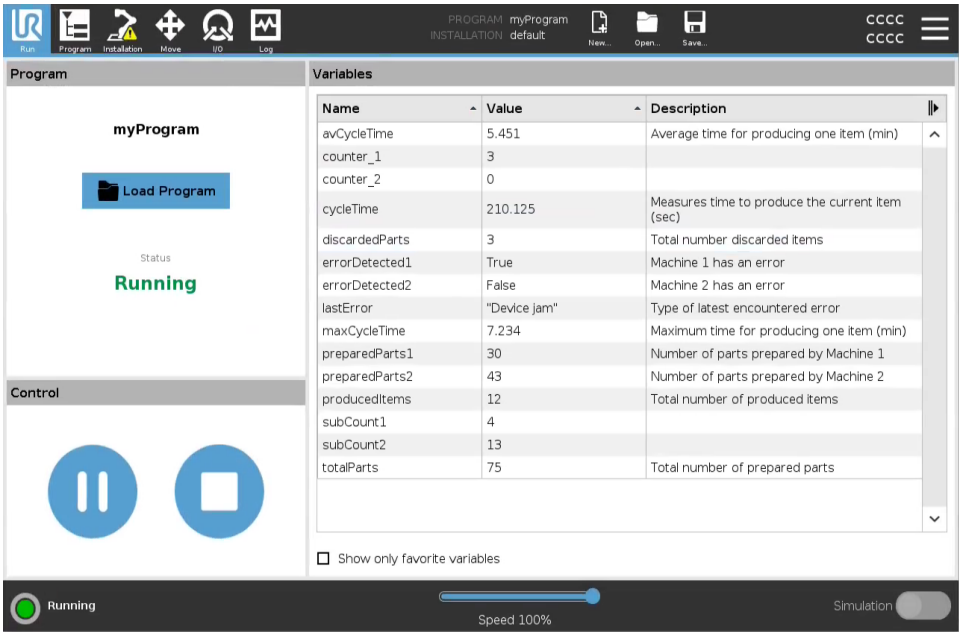 UR
PROGRAM myProgram
INSTALLATION default
Run Program Installation Move I/O Log New... Open... Save...
CCCC
CCCC
Program
myProgram
Load Program
Status
Running
Control
Variables
Name Value Description
avCycleTime 5.451 Average time for producing one item (min)
counter_1 3
counter_2 0
cycleTime 210.125 Measures time to produce the current item
(sec)
discardedParts 3 Total number discarded items
errorDetected1 True Machine 1 has an error
errorDetected2 False Machine 2 has an error
lastError "Device jam" Type of latest encountered error
maxCycleTime 7.234 Maximum time for producing one item (min)
preparedParts1 30 Number of parts prepared by Machine 1
preparedParts2 43 Number of parts prepared by Machine 2
producedItems 12 Total number of produced items
subCount1 4
subCount2 13
totalParts 75 Total number of prepared parts
Show only favorite variables
Running
Speed 100%
Simulation